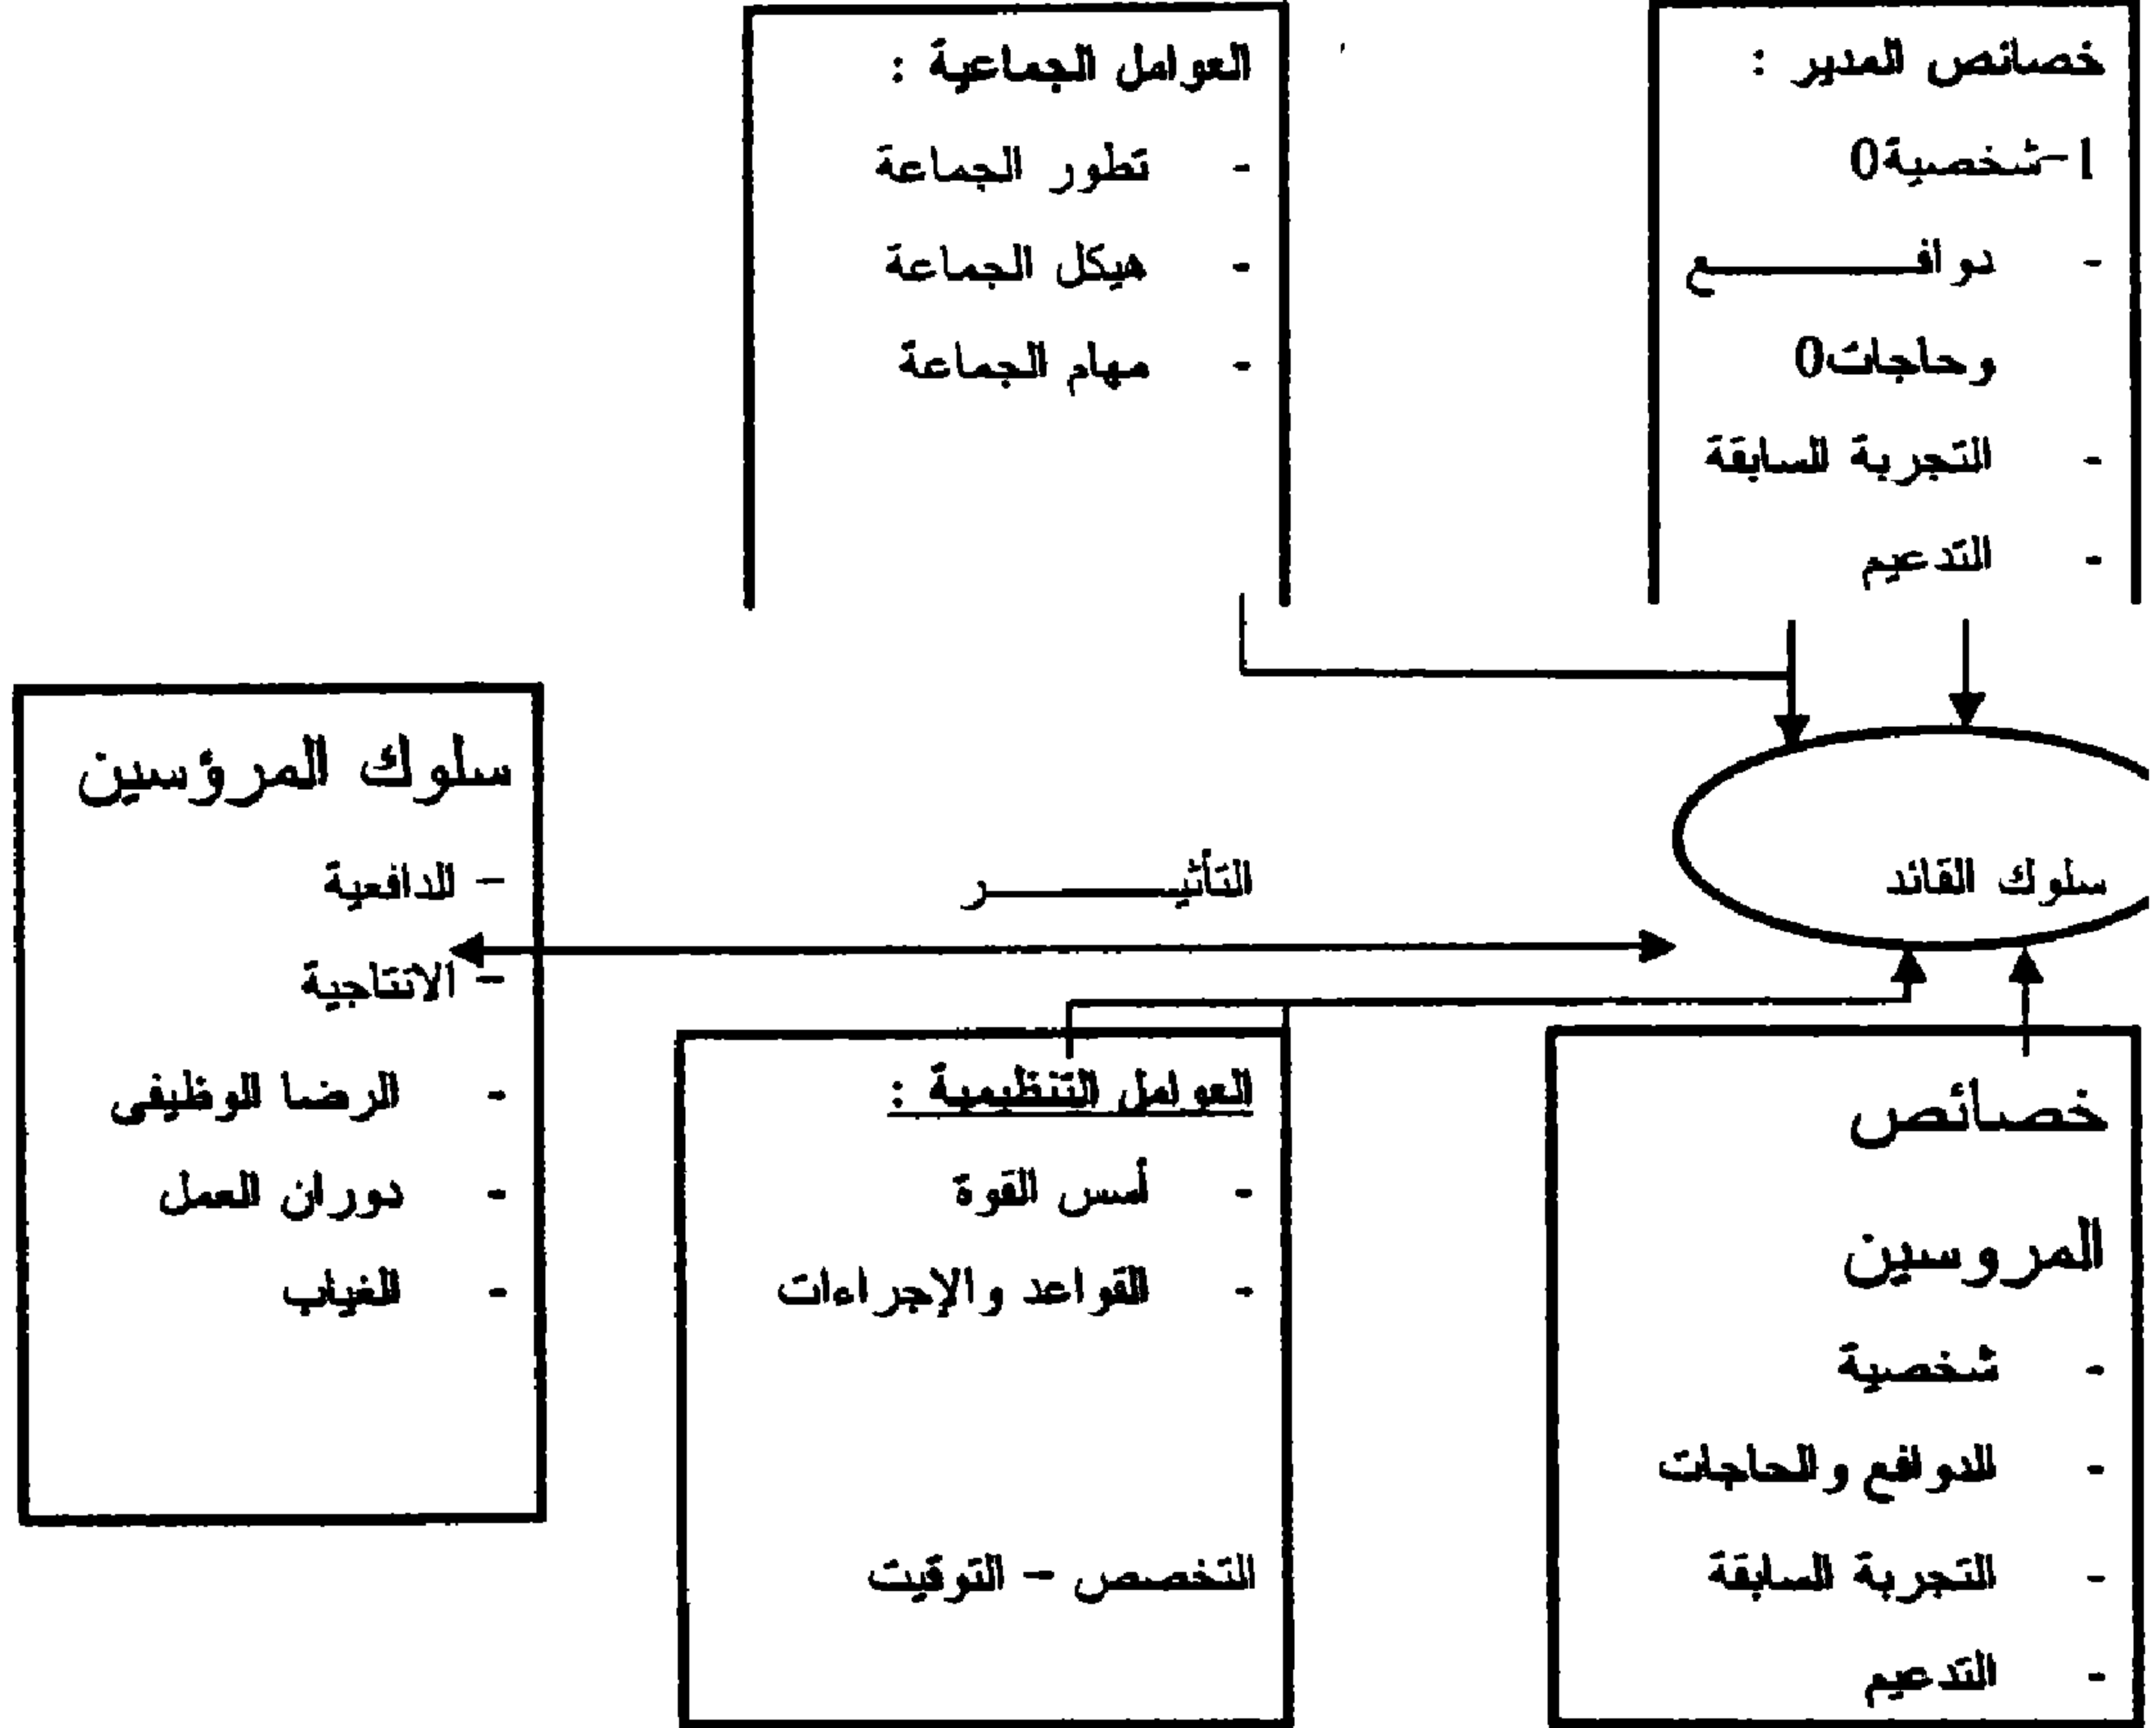 خصائص المدير :
1-شخصية0
- دوافــــــــــع
وحاجات0
- التجربة السابقة
- التدعيم
العوامل الجماعية :
- تطور الجماعة
- هيكل الجماعة
- مهام الجماعة
سلوك القائد
التأثيــــــــــر
سلوك المرؤسين
– الدافعية
– الانتاجية
- الرضا الوظيفى
- دوران العمل
- الغياب
خصائص
المروسين
- شخصية
- الدوافع والحاجات
- التجربة السابقة
- التدعيم
العوامل التنظيمية :
- أسس القوة
- القواعد والإجراءات
التخصص – التوقيت